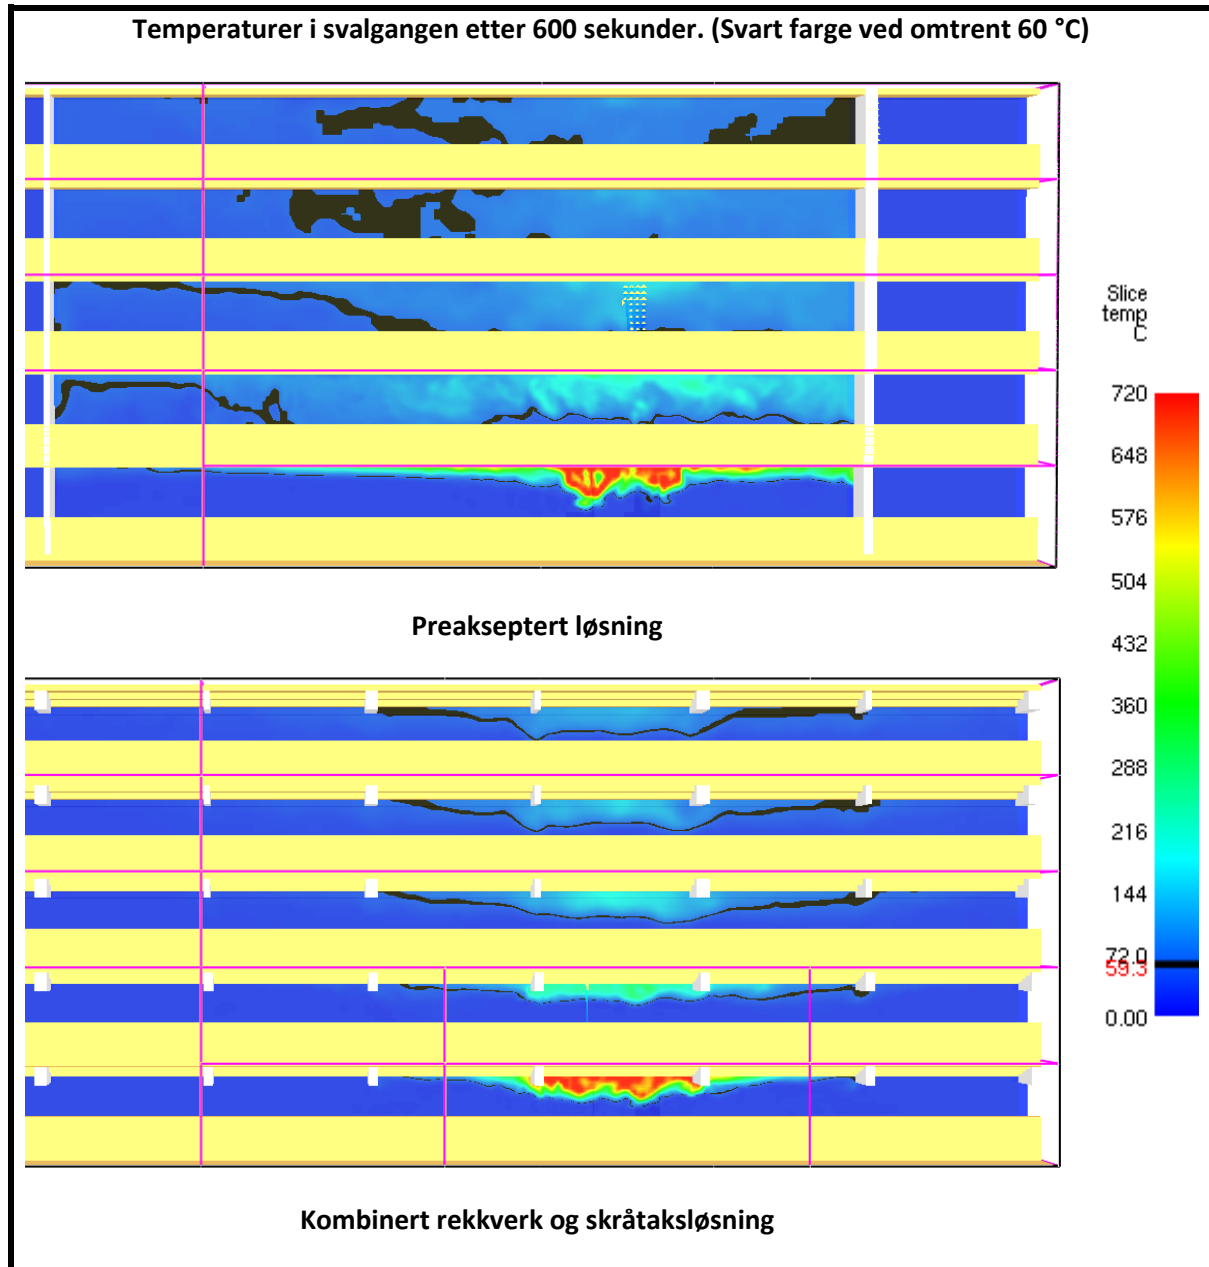 Temperaturer i svalgangen etter 600 sekunder. (Svart farge ved omtrent 60 °C)
Slice
temp
C
720
648
576
504
432
360
288
216
144
72.0
59.3
0.00
Preakseptert løsning
Kombinert rekkverk og skråtaksløsning